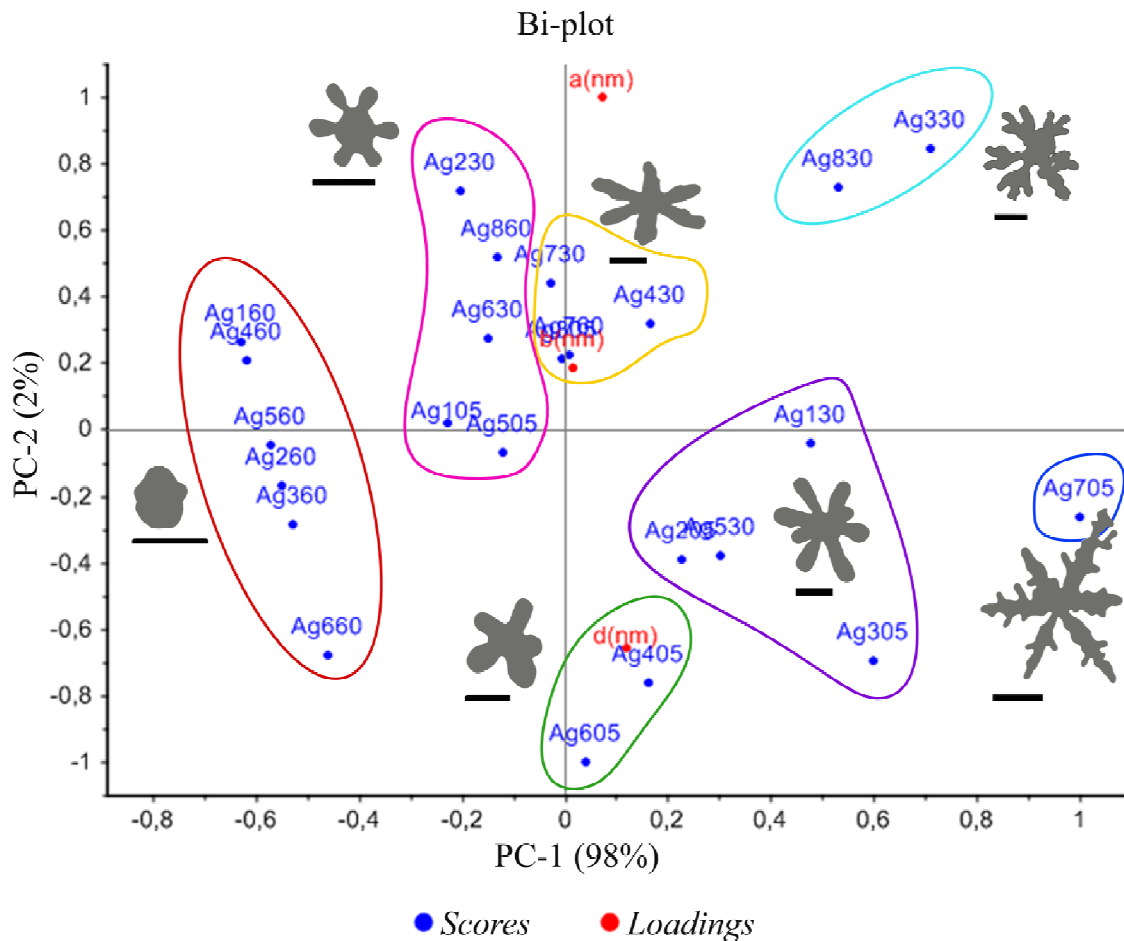 Bi-plot
a(nm)
Ag330
Ag830
Ag230
Ag860
Ag730
Ag430
Ag630
Ag760
b(nm)
Ag160
Ag460
Ag105
Ag505
Ag130
Ag560
Ag260
Ag360
Ag205
Ag530
Ag705
Ag660
d(nm)
Ag405
Ag305
Ag605
1
0,8
0,6
0,4
0,2
0
-0,2
-0,4
-0,6
-0,8
-1
PC-2 (2%)
-0,8
-0,6
-0,4
-0,2
0
0,2
0,4
0,6
0,8
1
PC-1 (98%)
Scores
Loadings